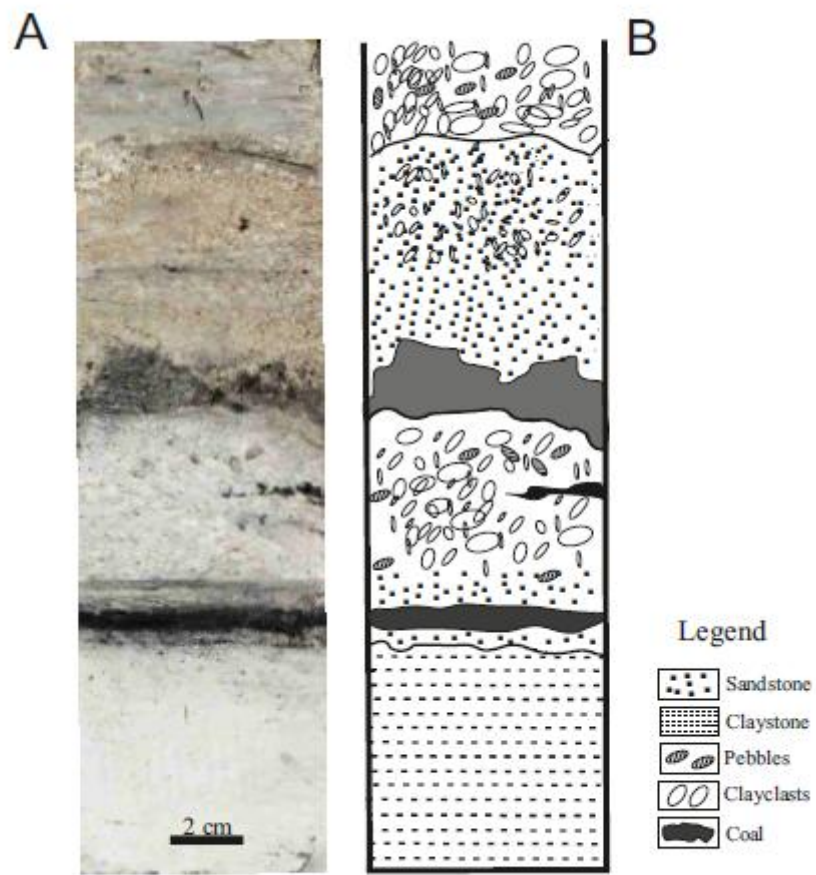 A
B
2 cm
Legend
Sandstone
Claystone
Pebbles
Clayclasts
Coal